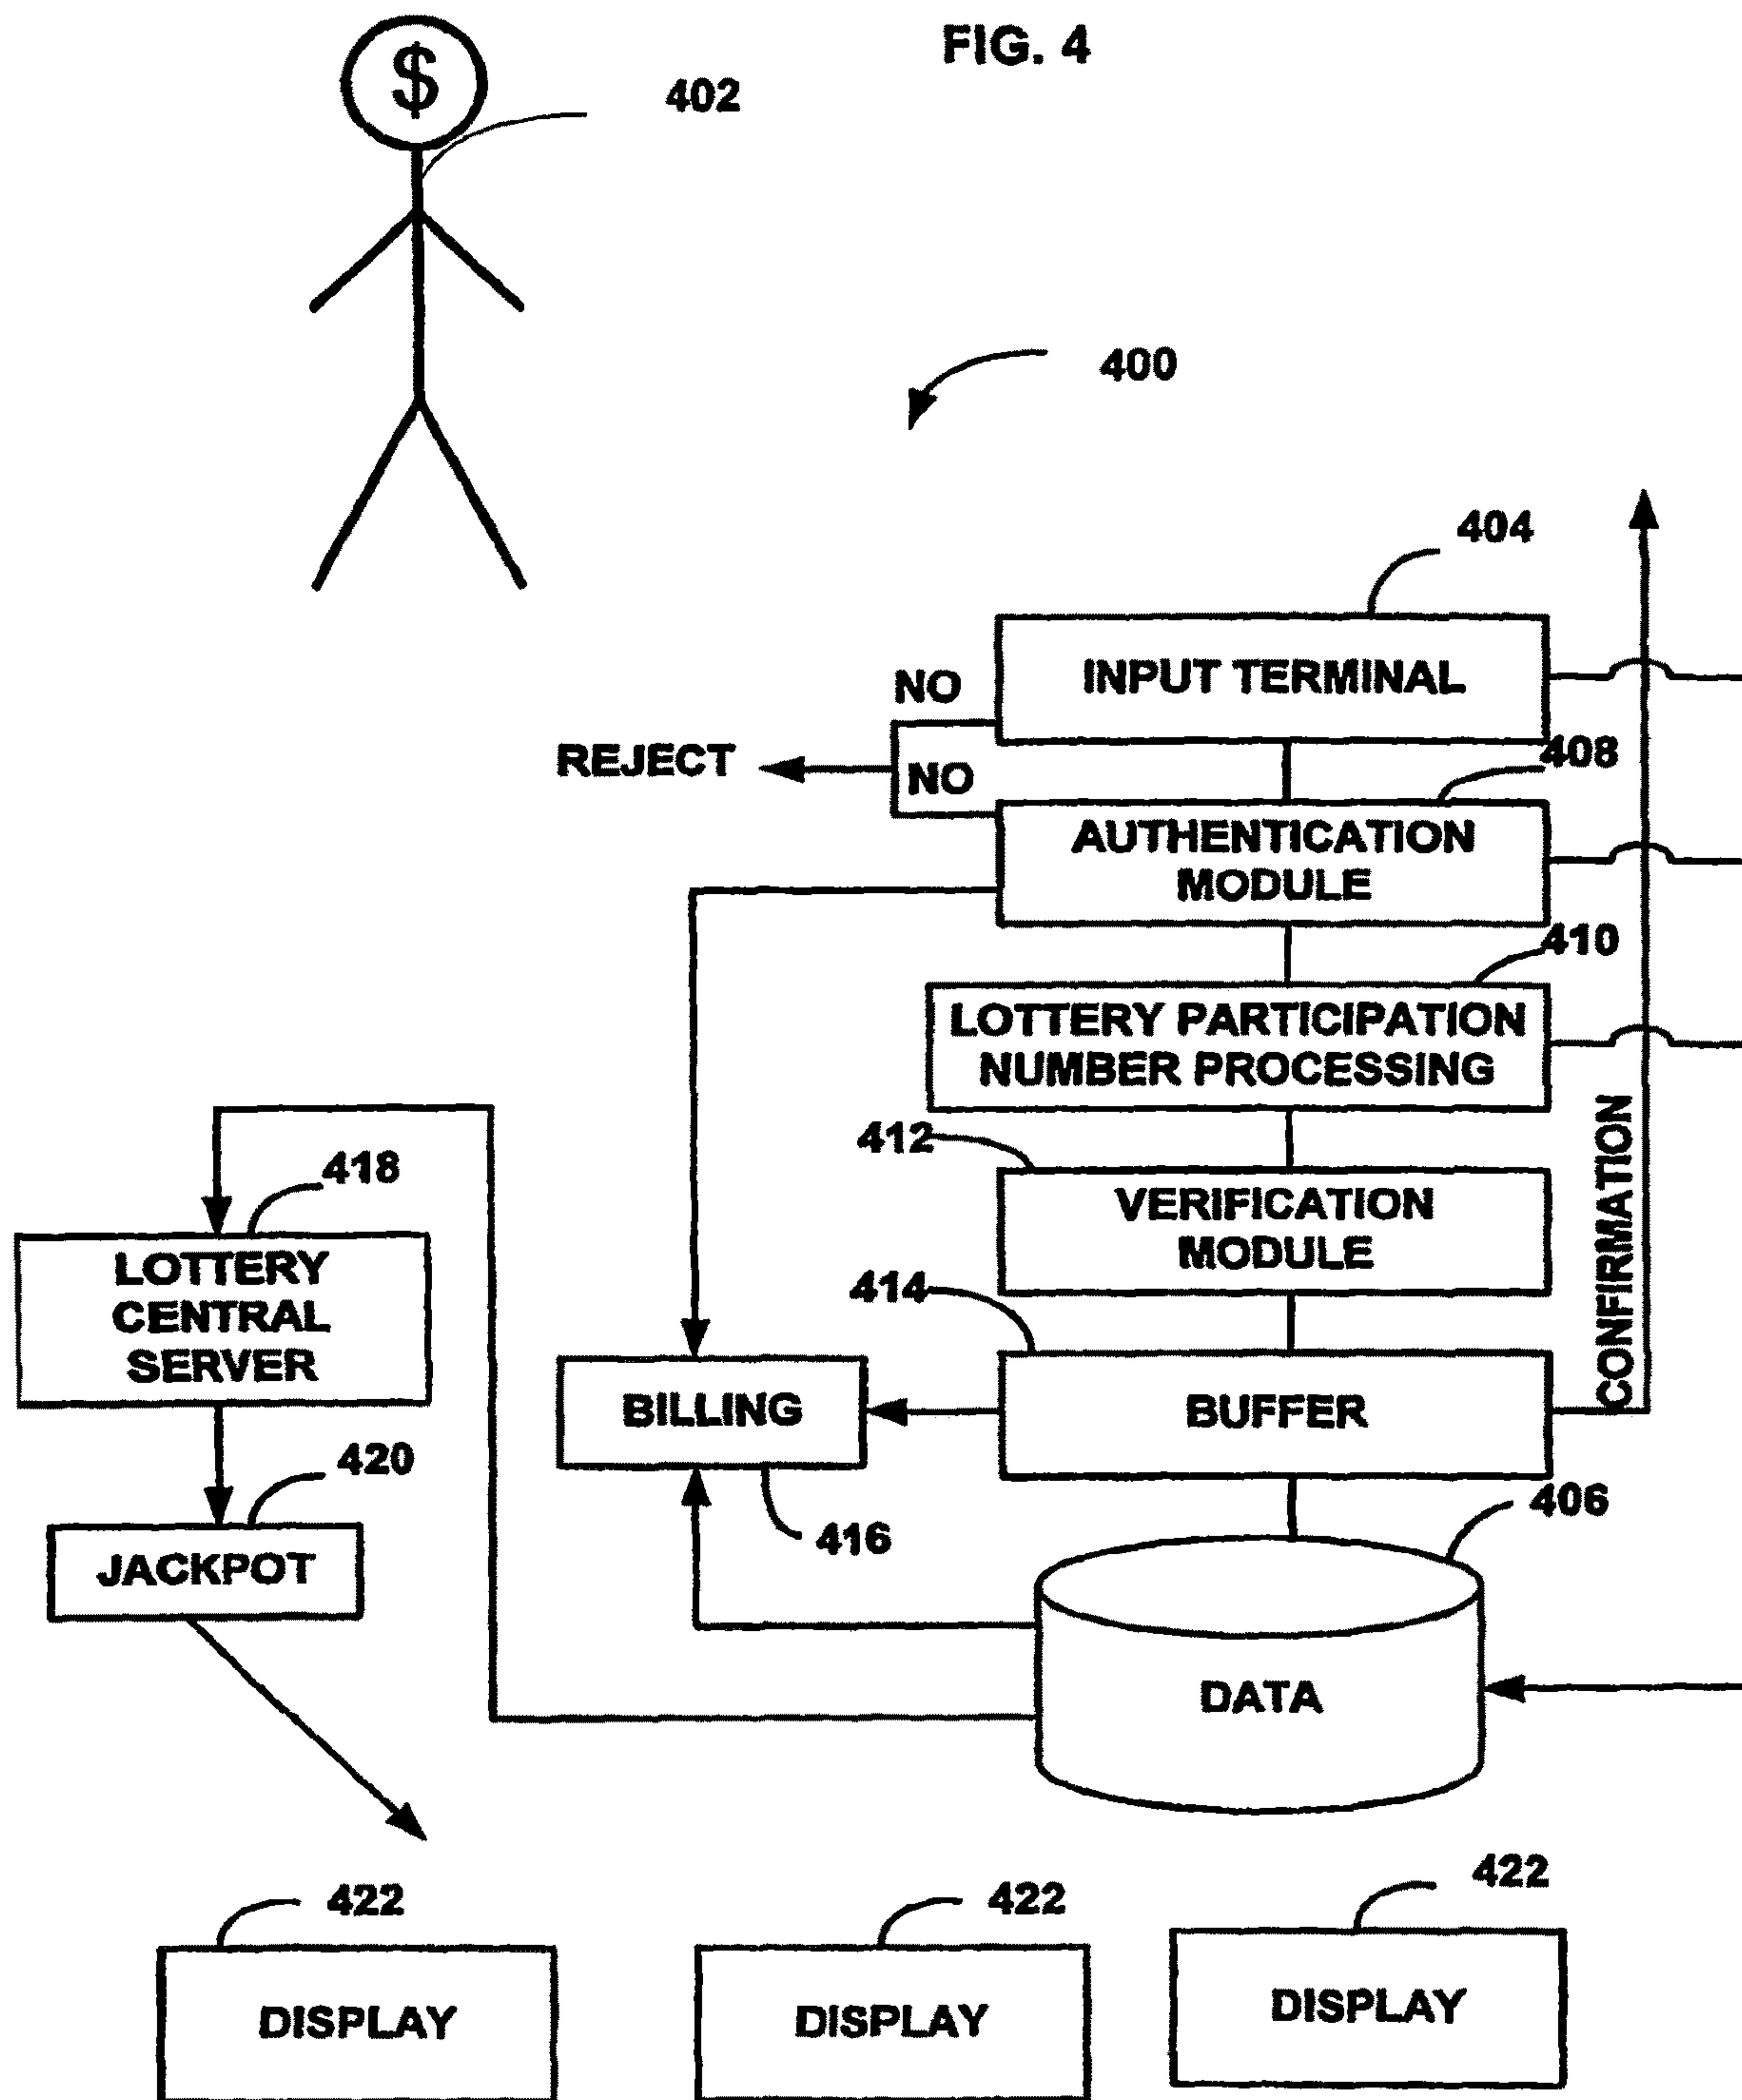 FIG. 4
$
402
400
404
INPUT TERMINAL
NO
REJECT
NO
408
AUTHENTICATION
MODULE
410
LOTTERY PARTICIPATION
NUMBER PROCESSING
412
VERIFICATION
MODULE
CONFIRMATION
418
LOTTERY
CENTRAL
SERVER
414
BUFFER
BILLING
416
420
JACKPOT
406
DATA
422
DISPLAY
422
DISPLAY
422
DISPLAY